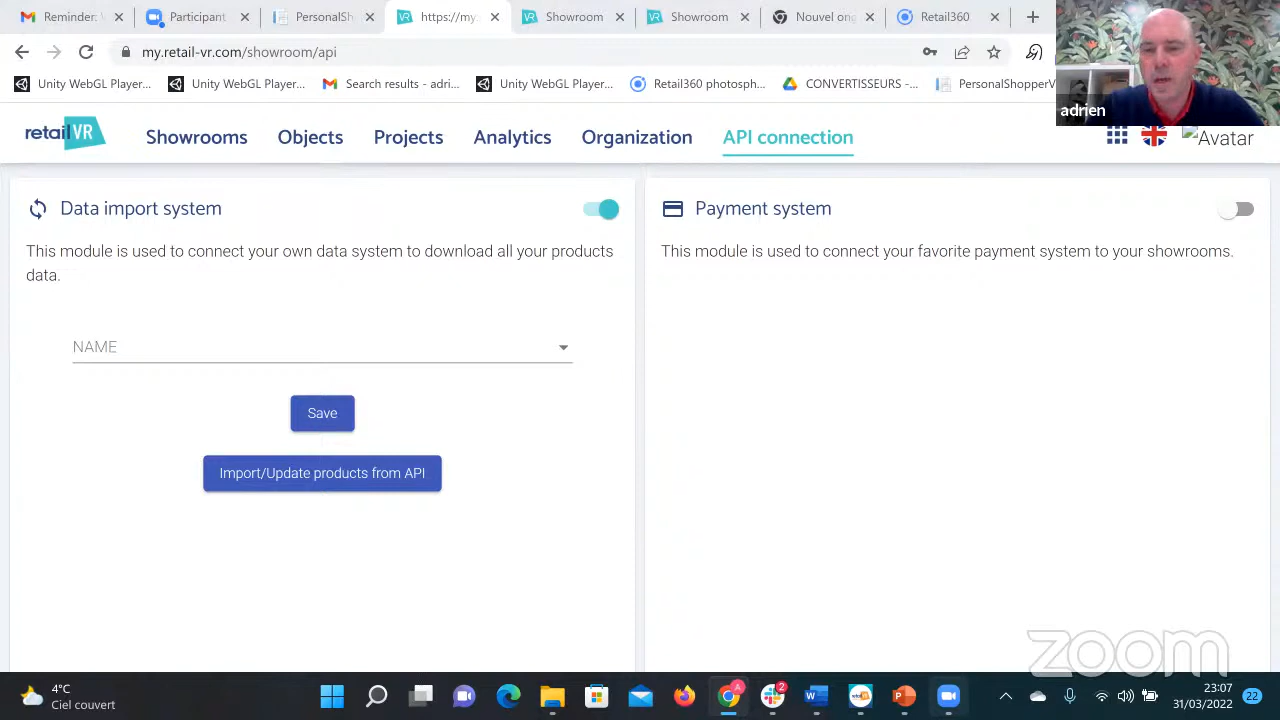 Reminder:
Participant
PersonalSh
https://my.
Showroom
Showroom
Nouvel ong
Retail360
my.retail-vr.com/showroom/api
Unity WebGL Player...
Unity WebGL Player...
Search results - adri...
Unity WebGL Player...
Retail360 photosph...
CONVERTISSEURS -...
PersonalShopperV
adrien
retail VR
Showrooms
Objects
Projects
Analytics
Organization
API connection
Avatar
Data import system
This module is used to connect your own data system to download all your products
data.
NAME
Save
Import/Update products from API
Payment system
This module is used to connect your favorite payment system to your showrooms.
zoom
4°C
Ciel couvert
A
2
23:07
31/03/2022
22